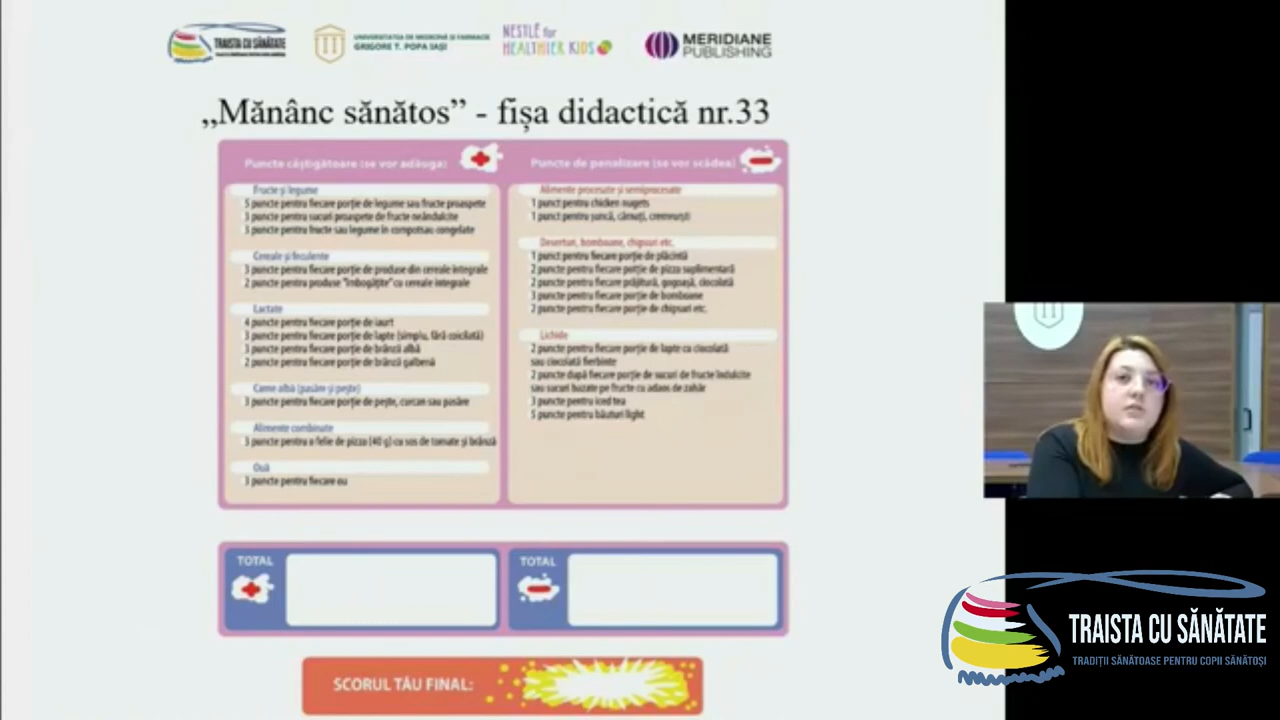 TRAISTA CU SĂNĂTATE
UNIVERSITATEA DE MEDICINĂ ȘI FARMACIE
GRIGORE T. POPA IAȘI
NESTLÉ for
HEALTHIER KIDS
MERIDIANE
PUBLISHING
„Mănânc sănătos” - fișa didactică nr.33
Puncte câștigătoare (se vor adăuga)
Fructe și legume
5 puncte pentru fiecare porție de legume sau fructe proaspete
3 puncte pentru sucuri proaspete de fructe neîndulcite
3 puncte pentru fructe sau legume în compotsau congelate
Cereale și feculente
3 puncte pentru fiecare porție de produse din cereale integrale
2 puncte pentru produse "îmbogățite" cu cereale integrale
Lactate
4 puncte pentru fiecare porție de iaurt
3 puncte pentru fiecare porție de lapte (simplu, fără
3 puncte pentru fiecare porție de brânză albă
2 puncte pentru fiecare porție de brânză galbenă
Carne albă (pasăre și pește)
3 puncte pentru fiecare porție de pește, curcan sau pasăre
Alimente combinate
3 puncte pentru o felie de pizza (40 g) cu sos de tomate și brânză
Ouă
3 puncte pentru fiecare ou
Puncte de penalizare (se vor scădea)
Alimente procesate și semiprocesate
1 punct pentru chicken nugets
1 punct pentru șuncă, cârnați, cremvurști
Deserturi, bomboane, chipsuri etc.
1 punct pentru fiecare porție de plăcintă
2 puncte pentru fiecare porție de pizza suplimentară
2 puncte pentru fiecare prăjitură, gogoașă, ciocolată
3 puncte pentru fiecare porție de bomboane
2 puncte pentru fiecare porție de chipsuri etc.
Lichide
2 puncte pentru fiecare porție de lapte cu ciocolată
sau ciocolată fierbinte
2 puncte după fiecare porție de sucuri de fructe îndulcite
sau sucuri bazate pe fructe cu adaos de zahăr
3 puncte pentru iced tea
5 puncte pentru băuturi light
TOTAL
TOTAL
SCORUL TĂU FINAL:
TRAISTA CU SĂNĂTATE
TRADIȚII SĂNĂTOASE PENTRU COPII SĂNĂTOȘI